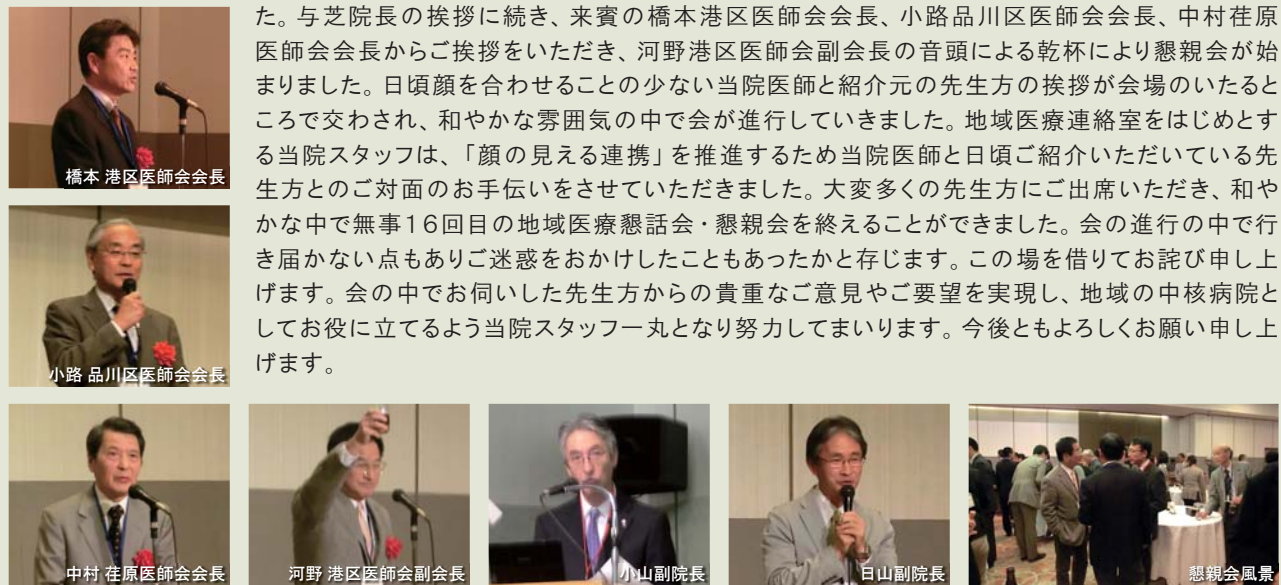 た。与芝院長の挨拶に続き、来賓の橋本港区医師会会長、小路品川区医師会会長、中村荏原
医師会会長からご挨拶をいただき、河野港区医師会副会長の音頭による乾杯により懇親会が始
まりました。日頃顔を合わせることの少ない当院医師と紹介元の先生方の挨拶が会場のいたると
ころで交わされ、和やかな雰囲気の中で会が進行していきました。地域医療連絡室をはじめとす
る当院スタッフは、「顔の見える連携」を推進するため当院医師と日頃ご紹介いただいている先
生方とのご対面のお手伝いをさせていただきました。大変多くの先生方にご出席いただき、和や
かな中で無事16回目の地域医療懇話会・懇親会を終えることができました。会の進行の中で行
き届かない点もありご迷惑をおかけしたこともあったかと存じます。この場を借りてお詫び申し上
げます。会の中でお伺いした先生方からの貴重なご意見やご要望を実現し、地域の中核病院と
してお役に立てるよう当院スタッフ一丸となり努力してまいります。今後ともよろしくお願い申し上
げます。
橋本 港区医師会会長
小路 品川区医師会会長
中村 荏原医師会会長
河野 港区医師会副会長
小山副院長
日山副院長
懇親会風景